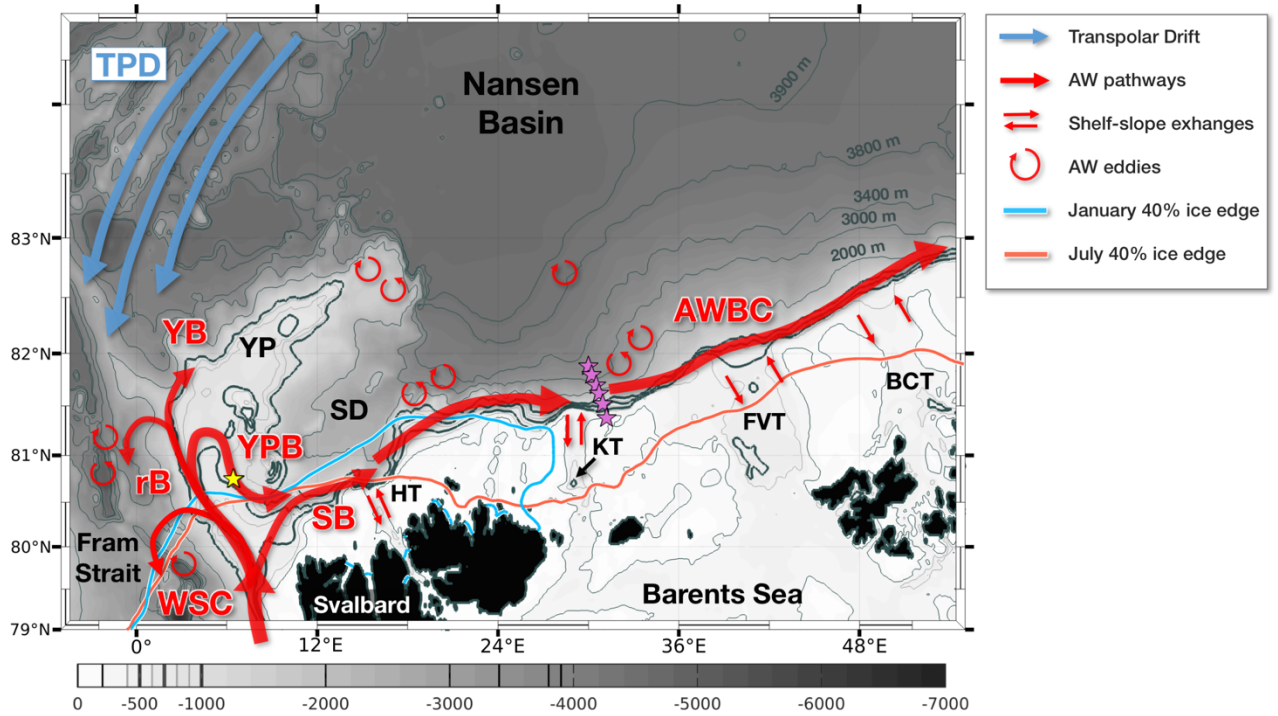 TPD
Nansen
Basin
3900 m
3800 m
3400 m
3000 m
2000 m
83°N
82°N
81°N
80°N
79°N
YB
YP
AWBC
SD
YPB
rB
SB
HT
KT
FVT
BCT
Fram
Strait
WSC
Svalbard
Barents Sea
0°
12°E
24°E
36°E
48°E
0
-500
-1000
-2000
-3000
-4000
-5000
-6000
-7000
Transpolar Drift
AW pathways
Shelf-slope exhanges
AW eddies
January 40% ice edge
July 40% ice edge